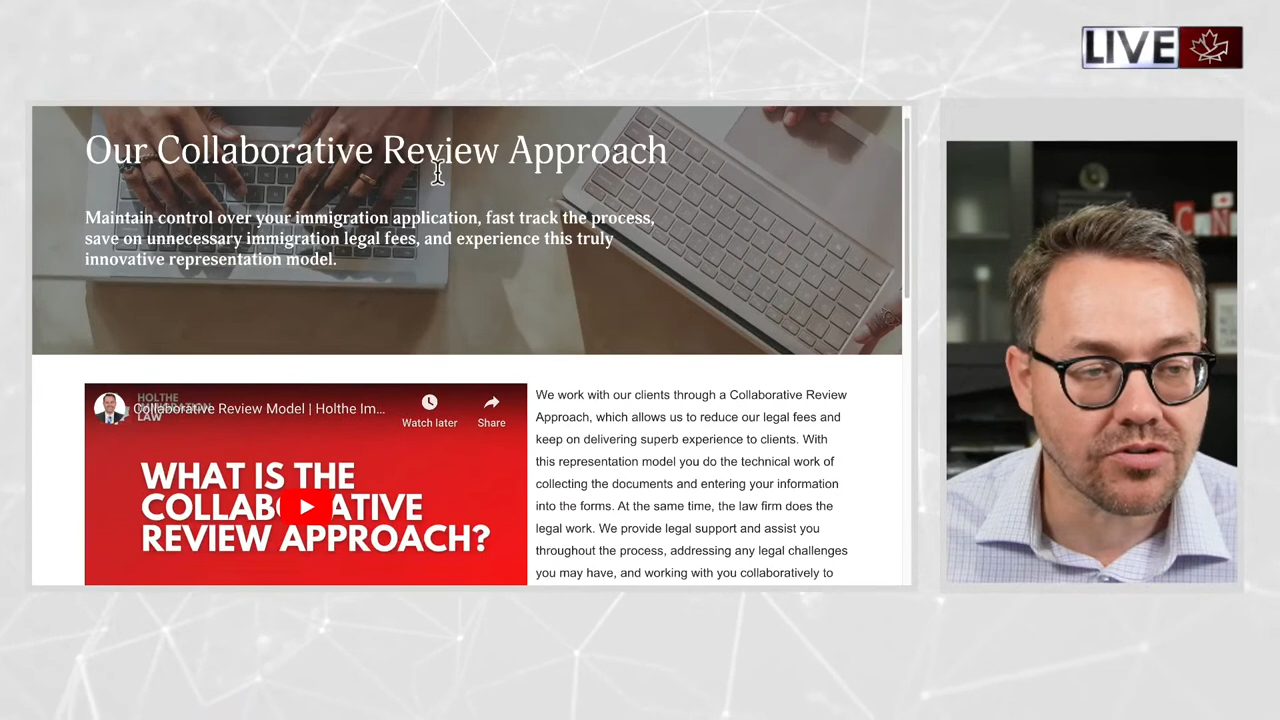 LIVE
Our Collaborative Review Approach
Maintain control over your immigration application, fast track the process,
save on unnecessary immigration legal fees, and experience this truly
innovative representation model.
HOLTHE
LAW
Collaborative Review Model | Holthe Im...
Watch later
Share
WHAT IS THE
COLLAB ATIVE
REVIEW APPROACH?
We work with our clients through a Collaborative Review
Approach, which allows us to reduce our legal fees and
keep on delivering superb experience to clients. With
this representation model you do the technical work of
collecting the documents and entering your information
into the forms. At the same time, the law firm does the
legal work. We provide legal support and assist you
throughout the process, addressing any legal challenges
you may have, and working with you collaboratively to